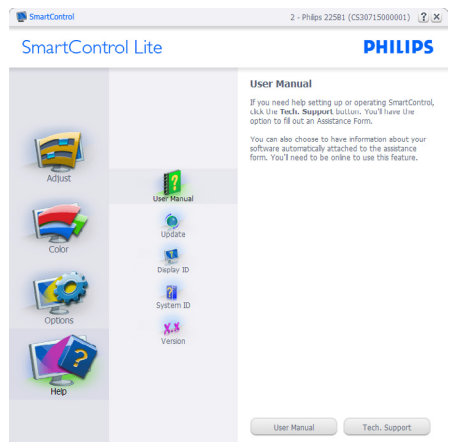 SmartControl
2 - Philips 225B1 (CS30715000001)
?
X
SmartControl Lite
PHILIPS
Adjust
Color
Options
?
Help
?
User Manual
Update
Display ID
?
System ID
X.X
Version
User Manual
If you need help setting up or operating SmartControl,
click the Tech. Support button. You'll have the
option to fill out an Assistance Form.
You can also choose to have information about your
software automatically attached to the assistance
form. You'll need to be online to use this feature.
User Manual
Tech. Support